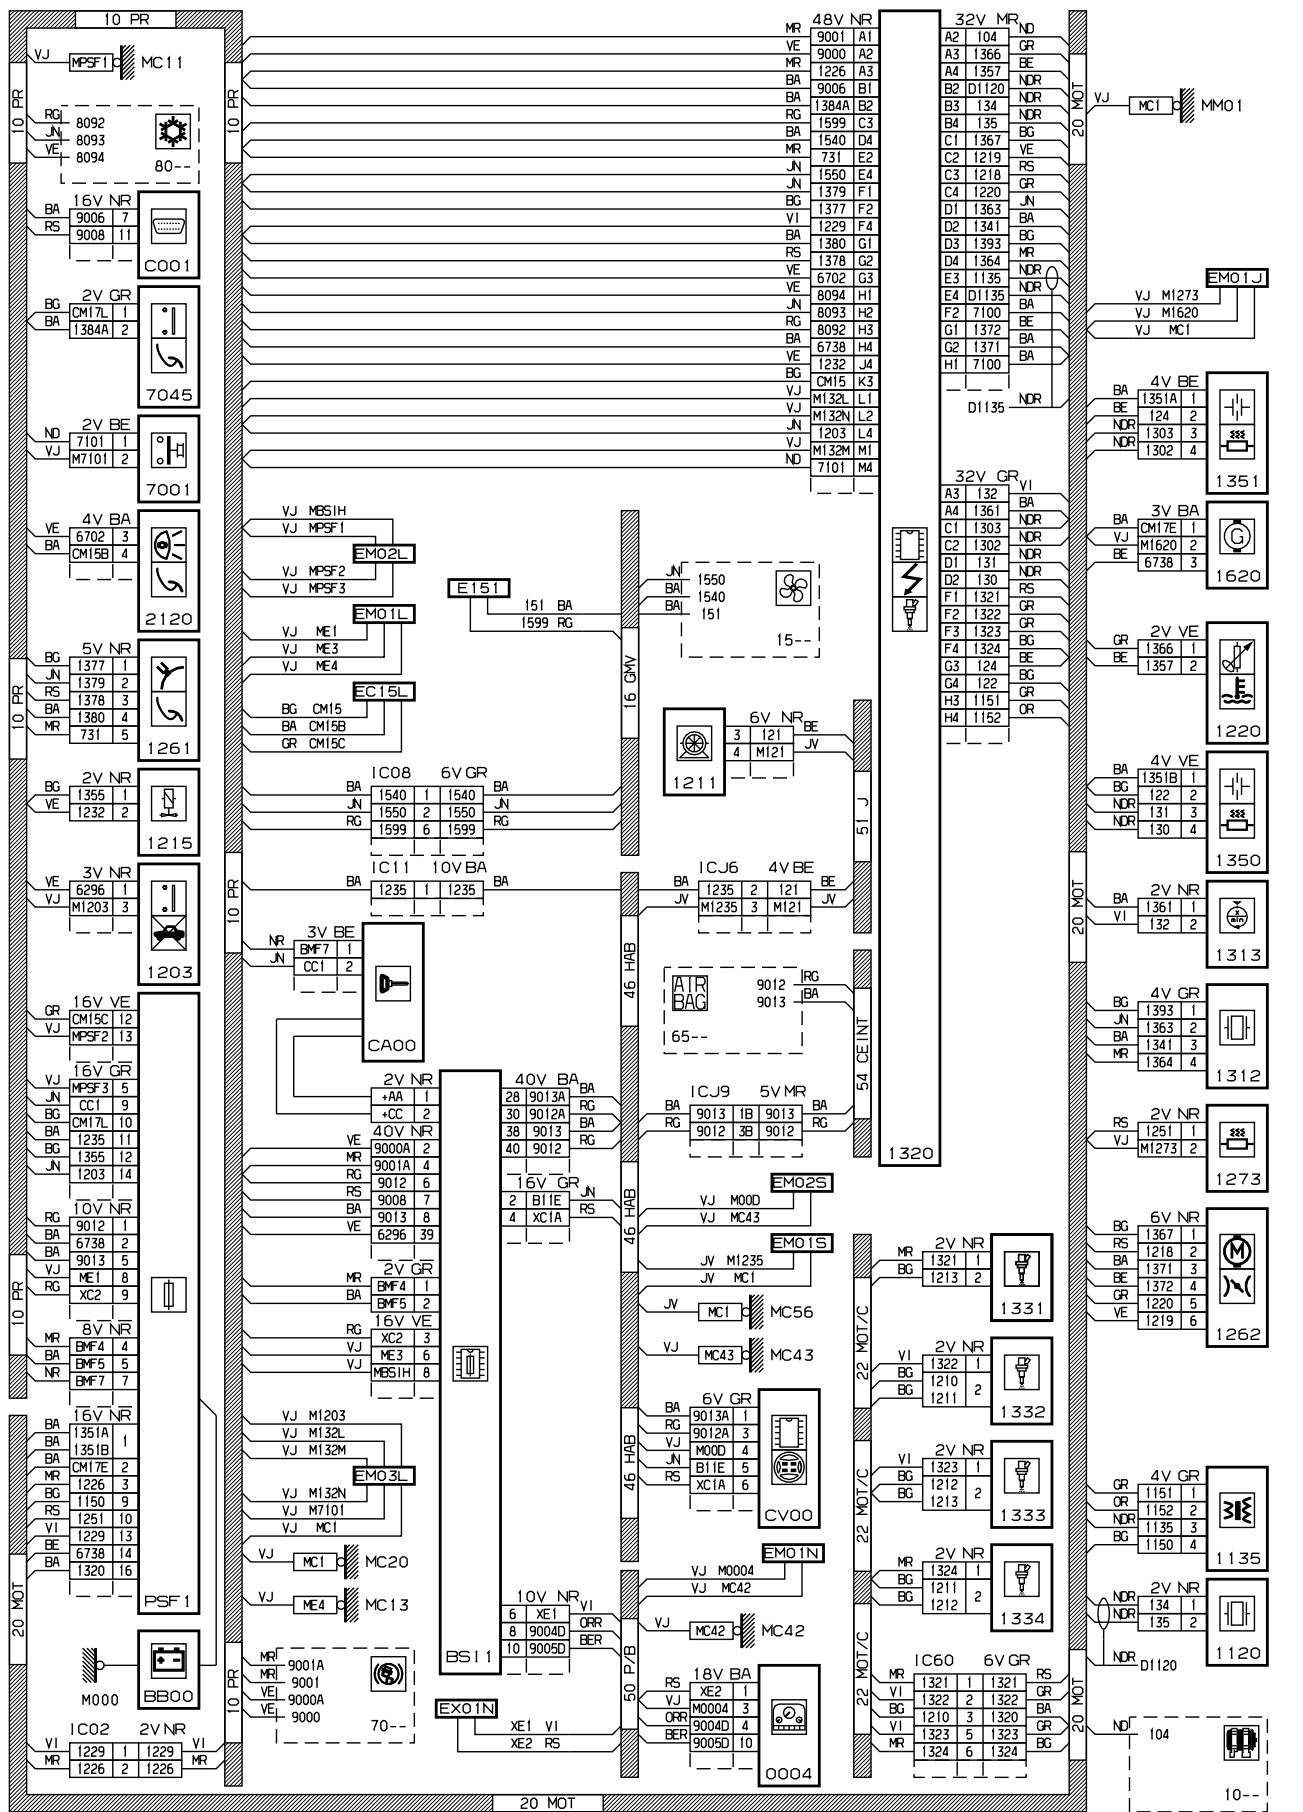 10 PR
VJ MPSF1 MC11
10 PR
RG 8092
JN 8093
VE 8094
80--
16V NR
BA 9006 7
RS 9008 11
C001
2V GR
BG CM17L 1
BA 1384A 2
7045
2V BE
ND 7101 1
VJ M7101 2
7001
4V BA
VE 6702 3
BA CM15B 4
2120
10 PR
5V NR
BG 1377 1
JN 1379 2
RS 1378 3
BA 1380 4
MR 731 5
1261
2V NR
BG 1355 1
VE 1232 2
1215
3V NR
VE 6296 1
VJ M1203 3
1203
16V VE
GR CM15C 12
VJ MPSF2 13
16V GR
VJ MPSF3 5
JN CC1 9
BG CM17L 10
BA 1235 11
BG 1355 12
JN 1203 14
10V NR
RG 9012 1
BA 6738 2
BA 9013 5
VJ ME1 8
RG XC2 9
10 PR
8V NR
MR BMF4 4
BA BMF5 5
NR BMF7 7
16V NR
BA 1351A 1
BA 1351B
BA CM17E 2
MR 1226 3
BG 1150 9
RS 1251 10
VI 1229 13
BE 6738 14
BA 1320 16
PSF1
20 MOT
M000
BB00
IC02 2V NR
VI 1229 1 1229 VI
MR 1226 2 1226 MR
10 PR
10 PR
10 PR
48V NR
MR 9001 A1
VE 9000 A2
MR 1226 A3
BA 9006 B1
BA 1384A B2
RG 1599 C3
BA 1540 D4
MR 731 E2
JN 1550 E4
JN 1379 F1
BG 1377 F2
VI 1229 F4
BA 1380 G1
RS 1378 G2
VE 6702 G3
VE 8094 H1
JN 8093 H2
RG 8092 H3
BA 6738 H4
VE 1232 J4
BG CM15 K3
VJ M132L L1
VJ M132N L2
JN 1203 L4
VJ M132M M1
ND 7101 M4
VJ MBSIH
VJ MPSF1
EM02L
VJ MPSF2
VJ MPSF3
EM01L
VJ ME1
VJ ME3
VJ ME4
EC15L
BG CM15
BA CM15B
GR CM15C
E151
151 BA
1599 RG
16 GMV
JN 1550
BA 1540
BA 151
15--
IC08 6V GR
BA 1540 1 1540 BA
JN 1550 2 1550 JN
RG 1599 6 1599 RG
IC11 10V BA
BA 1235 1 1235 BA
3V BE
NR BMF7 1
JN CC1 2
CA00
2V NR
+AA 1
+CC 2
40V NR
VE 9000A 2
MR 9001A 4
RG 9012 6
RS 9008 7
BA 9013 8
VE 6296 39
2V GR
MR BMF4 1
BA BMF5 2
16V VE
RG XC2 3
VJ ME3 6
VJ MBSIH 8
40V BA
28 9013A BA
30 9012A RG
38 9013 BA
40 9012 RG
16V GR
2 B11E JN
4 XC1A RS
10V NR
6 XE1 VI
8 9004D ORR
10 9005D BER
BSI1
VJ M1203
VJ M132L
VJ M132M
EM03L
VJ M132N
VJ M7101
VJ MC1
VJ MC1 MC20
VJ ME4 MC13
MR 9001A
MR 9001
VE 9000A
VE 9000
70--
EX01N
XE1 VI
XE2 RS
6V NR
3 121 BE
4 M121 JV
1211
51 J
ICJ6 4V BE
BA 1235 2 121 BE
JV M1235 3 M121 JV
46 HAB
AIR BAG
9012 RG
9013 BA
65--
54 CEINT
ICJ9 5V MR
BA 9013 1B 9013 BA
RG 9012 3B 9012 RG
46 HAB
EM02S
VJ M00D
VJ MC43
EM01S
JV M1235
JV MC1
JV MC1 MC56
VJ MC43 MC43
46 HAB
6V GR
BA 9013A 1
RG 9012A 3
VJ M00D 4
JN B11E 5
RS XC1A 6
CV00
EM01N
VJ M0004
VJ MC42
50 P/B
VJ MC42 MC42
18V BA
RS XE2 1
VJ M0004 3
ORR 9004D 4
BER 9005D 10
0004
1320
32V MR
A2 104 ND
A3 1366 GR
A4 1357 BE
B2 D1120 NDR
B3 134 NDR
B4 135 NDR
C1 1367 BG
C2 1219 VE
C3 1218 RS
C4 1220 GR
D1 1363 JN
D2 1341 BA
D3 1393 BG
D4 1364 MR
E3 1135 NDR
E4 D1135 NDR
F2 7100 BA
G1 1372 BE
G2 1371 BA
H1 7100 BA
D1135 NDR
32V GR
A3 132 VI
A4 1361 BA
C1 1303 NDR
C2 1302 NDR
D1 131 NDR
D2 130 NDR
F1 1321 RS
F2 1322 GR
F3 1323 GR
F4 1324 BG
G3 124 BE
G4 122 BG
H3 1151 GR
H4 1152 OR
22 MOT/C
2V NR
MR 1321 1
BG 1213 2
1331
2V NR
VI 1322 1
BG 1210 2
BG 1211
1332
22 MOT/C
2V NR
VI 1323 1
BG 1212 2
BG 1213
1333
2V NR
MR 1324 1
BG 1211 2
BG 1212
1334
22 MOT/C
IC60 6V GR
MR 1321 1 1321 RS
VI 1322 2 1322 GR
BG 1210 3 1320 BA
VI 1323 5 1323 GR
MR 1324 6 1324 BG
20 MOT
VJ MC1 MM01
EM01J
VJ M1273
VJ M1620
VJ MC1
4V BE
BA 1351A 1
BE 124 2
NDR 1303 3
NDR 1302 4
1351
3V BA
BA CM17E 1
VJ M1620 2
BE 6738 3
G
1620
2V VE
GR 1366 1
BE 1357 2
1220
4V VE
BA 1351B 1
BG 122 2
NDR 131 3
NDR 130 4
1350
20 MOT
2V NR
BA 1361 1
VI 132 2
1313
4V GR
BG 1393 1
JN 1363 2
BA 1341 3
MR 1364 4
1312
2V NR
RS 1251 1
VJ M1273 2
1273
6V NR
BG 1367 1
RS 1218 2
BA 1371 3
BE 1372 4
GR 1220 5
VE 1219 6
M
1262
4V GR
GR 1151 1
OR 1152 2
NDR 1135 3
BG 1150 4
1135
2V NR
NDR 134 1
NDR 135 2
1120
NDR D1120
20 MOT
ND 104
10--
20 MOT